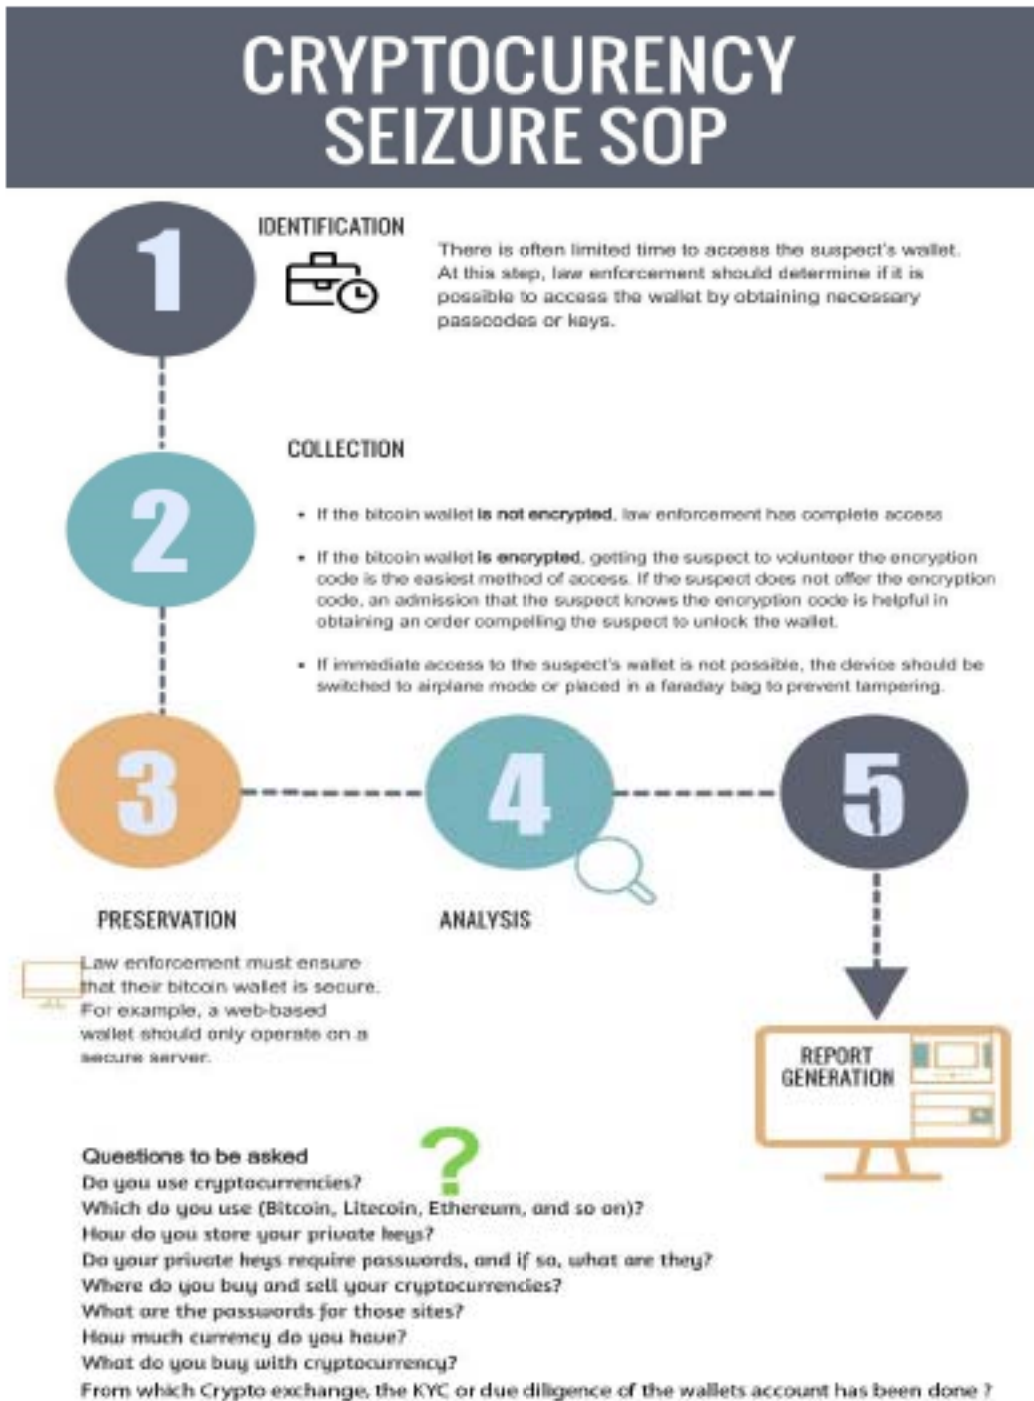 CRYPTOCURENCY
SEIZURE SOP
1
IDENTIFICATION
There is often limited time to access the suspect's wallet.
At this step, law enforcement should determine if it is
possible to access the wallet by obtaining necessary
passcodes or keys.
2
COLLECTION
• If the bitcoin wallet is not encrypted, law enforcement has complete access
• If the bitcoin wallet is encrypted, getting the suspect to volunteer the encryption
code is the easiest method of access. If the suspect does not offer the encryption
code, an admission that the suspect knows the encryption code is helpful in
obtaining an order compelling the suspect to unlock the wallet.
• If immediate access to the suspect's wallet is not possible, the device should be
switched to airplane mode or placed in a faraday bag to prevent tampering.
3
4
5
PRESERVATION
Law enforcement must ensure
that their bitcoin wallet is secure.
For example, a web-based
wallet should only operate on a
secure server.
ANALYSIS
REPORT
GENERATION
Questions to be asked
?
Do you use cryptocurrencies?
Which do you use (Bitcoin, Litecoin, Ethereum, and so on)?
How do you store your private keys?
Do your private keys require passwords, and if so, what are they?
Where do you buy and sell your cryptocurrencies?
What are the passwords for those sites?
How much currency do you have?
What do you buy with cryptocurrency?
From which Crypto exchange, the KYC or due diligence of the wallets account has been done ?